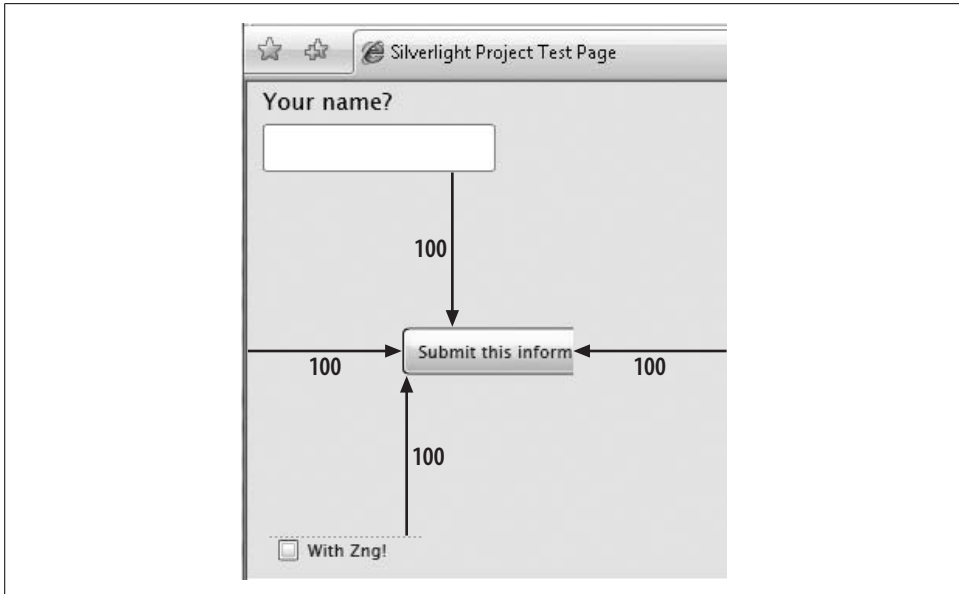 Silverlight Project Test Page
Your name?
100
Submit this inform
100
100
100
With Zng!